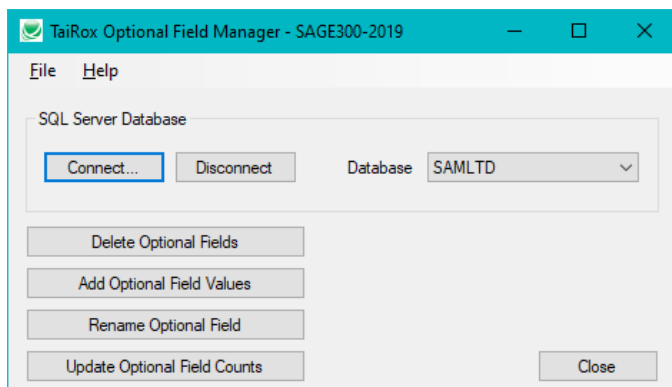 TaiRox Optional Field Manager - SAGE300-2019
File Help
SQL Server Database
Connect... Disconnect Database SAMLTD
Delete Optional Fields
Add Optional Field Values
Rename Optional Field
Update Optional Field Counts Close